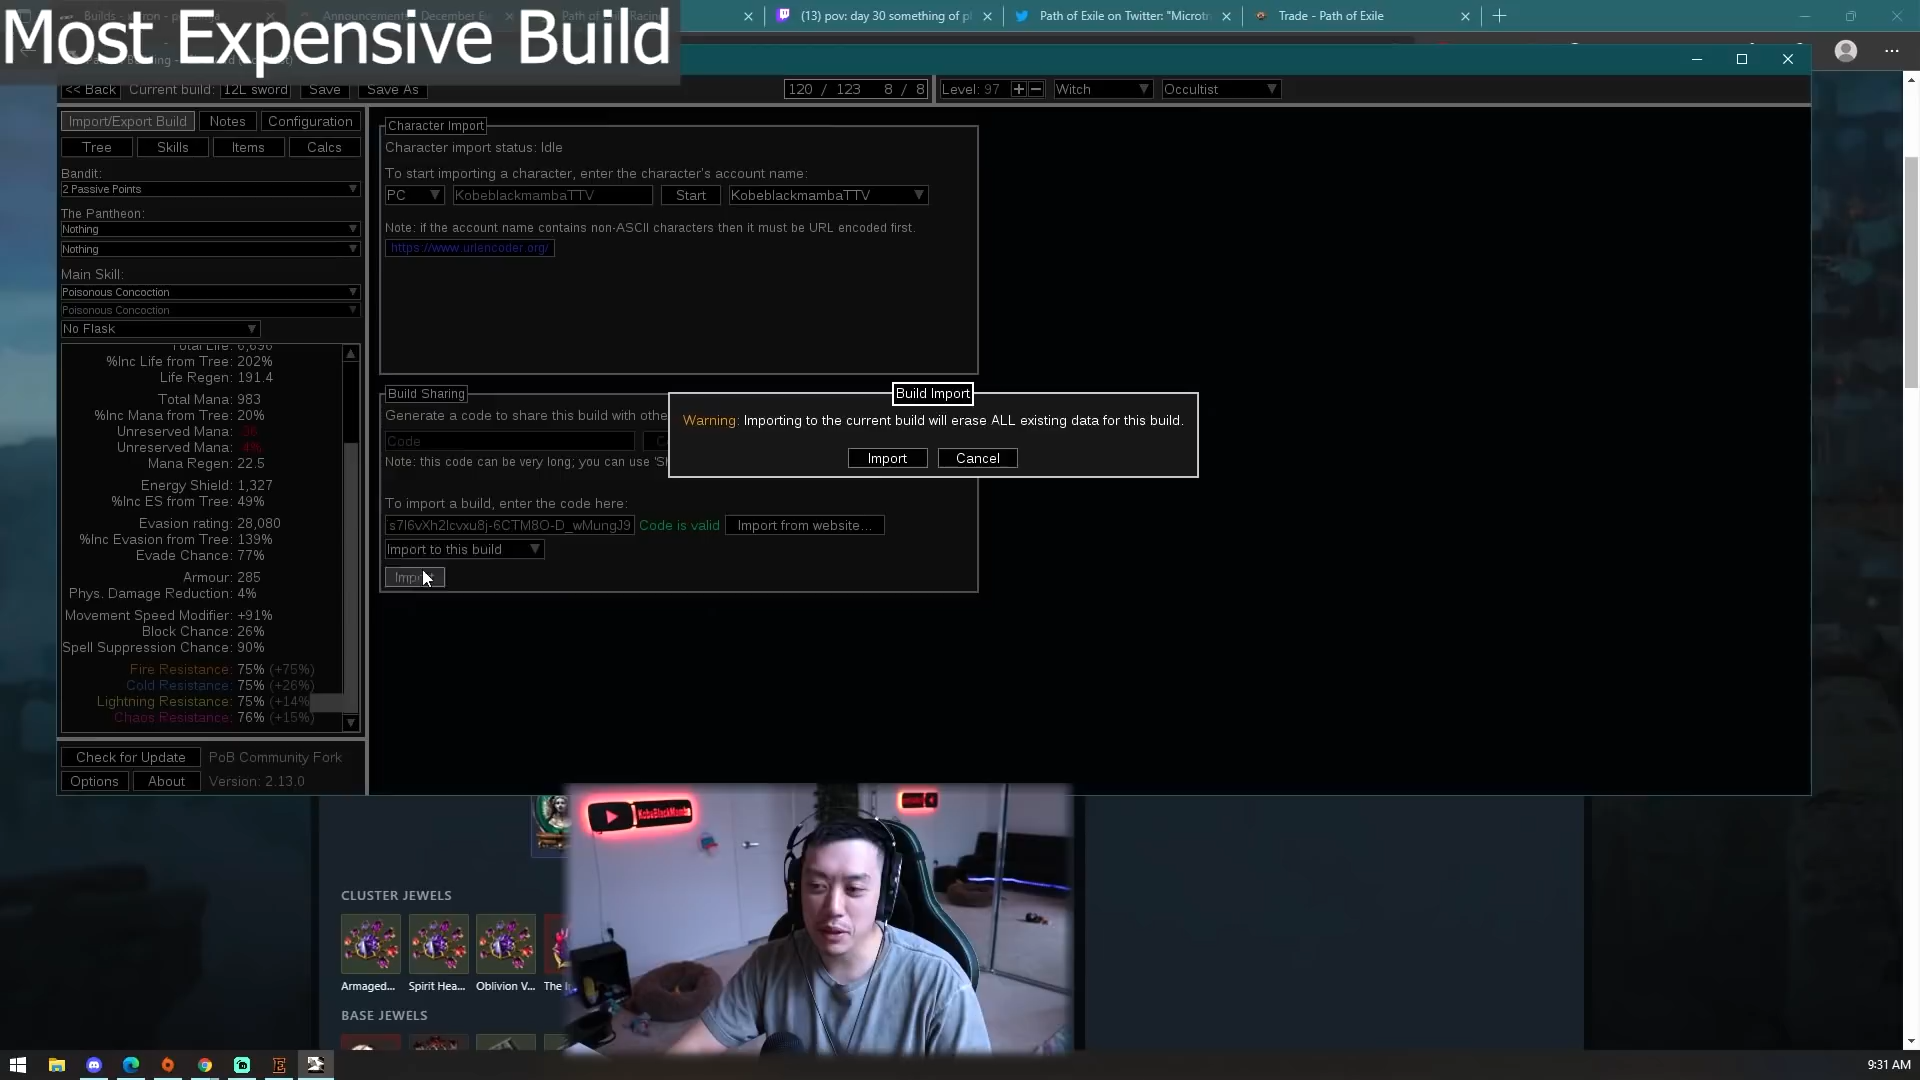 Most Expensive Build
(13) pov: day 30 something of p
Path of Exile on Twitter: "Microtr
Trade - Path of Exile
<< Back
Current build:
12L sword
Save
Save As
120 / 123
8 / 8
Level: 97
Witch
Occultist
Import/Export Build
Notes
Configuration
Tree
Skills
Items
Calcs
Bandit:
2 Passive Points
The Pantheon:
Nothing
Nothing
Main Skill:
Poisonous Concoction
Poisonous Concoction
No Flask
Total Life: 6,696
%Inc Life from Tree: 202%
Life Regen: 191.4
Total Mana: 983
%Inc Mana from Tree: 20%
Unreserved Mana: -36
Unreserved Mana: -4%
Mana Regen: 22.5
Energy Shield: 1,327
%Inc ES from Tree: 49%
Evasion rating: 28,080
%Inc Evasion from Tree: 139%
Evade Chance: 77%
Armour: 285
Phys. Damage Reduction: 4%
Movement Speed Modifier: +91%
Block Chance: 26%
Spell Suppression Chance: 90%
Fire Resistance: 75% (+75%)
Cold Resistance: 75% (+26%)
Lightning Resistance: 75% (+14%
Chaos Resistance: 76% (+15%)
Check for Update
PoB Community Fork
Options
About
Version: 2.13.0
Character Import
Character import status: Idle
To start importing a character, enter the character's account name:
PC
KobeblackmambaTTV
Start
KobeblackmambaTTV
Note: if the account name contains non-ASCII characters then it must be URL encoded first.
https://www.urlencoder.org/
Build Sharing
Generate a code to share this build with othe
Code
Note: this code can be very long; you can use 'S
To import a build, enter the code here:
s7I6vXh2lcvxu8j-6CTM8O-D_wMungJ9
Code is valid
Import from website...
Import to this build
Build Import
Warning: Importing to the current build will erase ALL existing data for this build.
Import
Cancel
KobeBlackMamba
CLUSTER JEWELS
Armaged...
Spirit Hea...
Oblivion V...
BASE JEWELS
9:31 AM